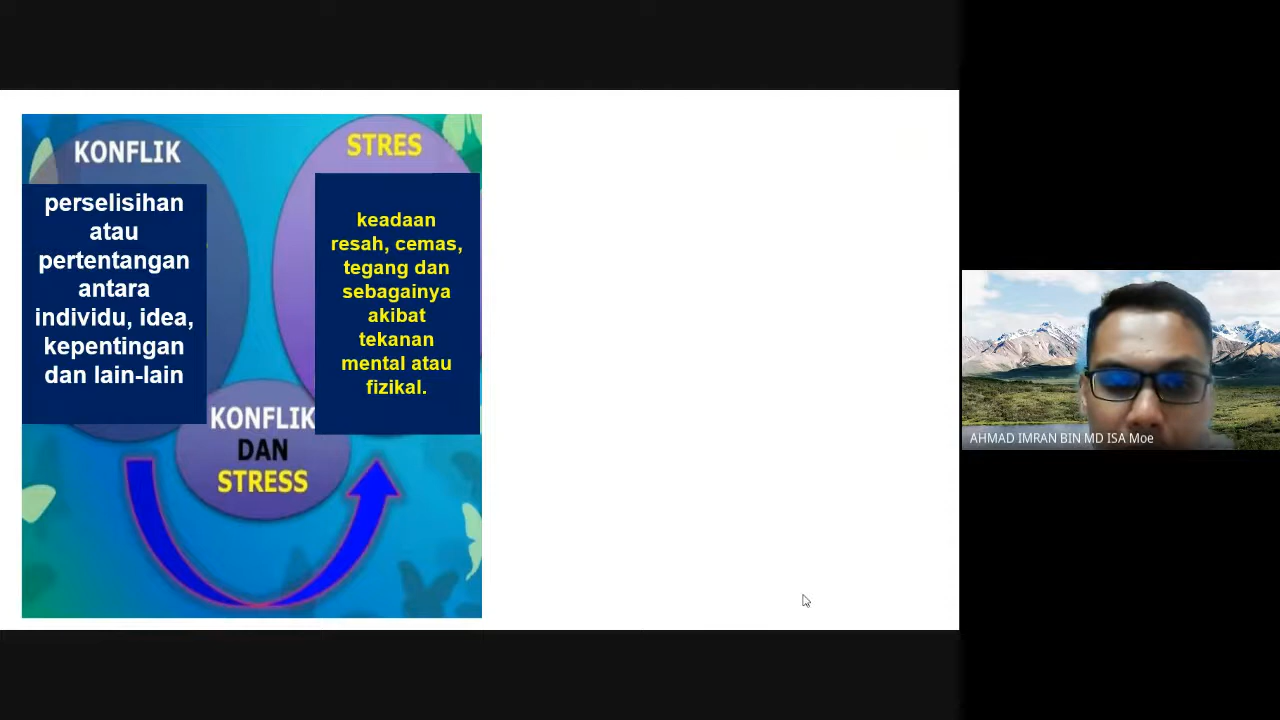 KONFLIK
perselisihan
atau
pertentangan
antara
individu, idea,
kepentingan
dan lain-lain
STRES
keadaan
resah, cemas,
tegang dan
sebagainya
akibat
tekanan
mental atau
fizikal.
KONFLIK
DAN
STRESS
AHMAD IMRAN BIN MD ISA Moe